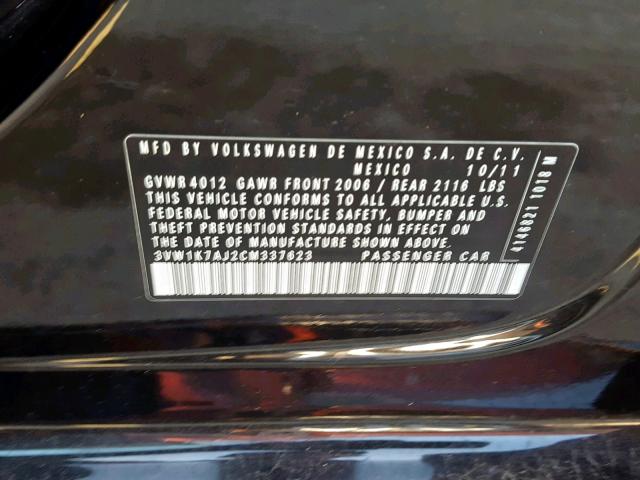 MFD BY VOLKSWAGEN DE MEXICO S.A. DE C.V.
MEXICO 10/11
GVWR 4012 GAWR FRONT 2006 / REAR 2116 LBS
THIS VEHICLE CONFORMS TO ALL APPLICABLE U.S.
FEDERAL MOTOR VEHICLE SAFETY, BUMPER AND
THEFT PREVENTION STANDARDS IN EFFECT ON
THE DATE OF MANUFACTURE SHOWN ABOVE.
3VW1K7AJ2CM337623 PASSENGER CAR
4146821 1018 M